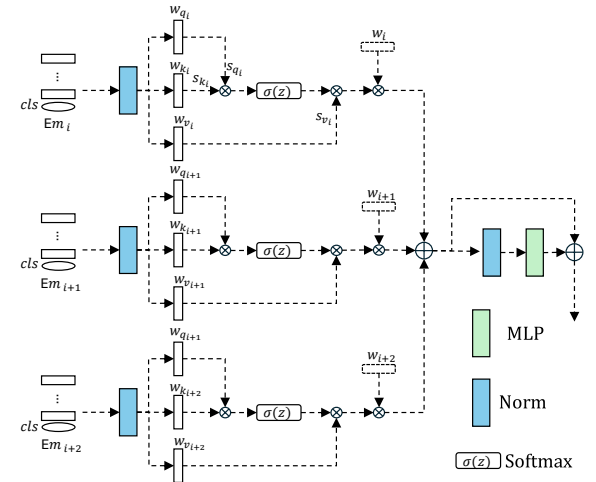 w_{q_i}
w_i
w_{k_i}
s_{q_i}
s_{k_i}
σ(z)
cls
Em_i
w_{v_i}
s_{v_i}
w_{q_{i+1}}
w_{i+1}
w_{k_{i+1}}
σ(z)
cls
Em_{i+1}
w_{v_{i+1}}
MLP
w_{q_{i+1}}
w_{i+2}
w_{k_{i+2}}
Norm
σ(z)
cls
Em_{i+2}
w_{v_{i+2}}
σ(z) Softmax